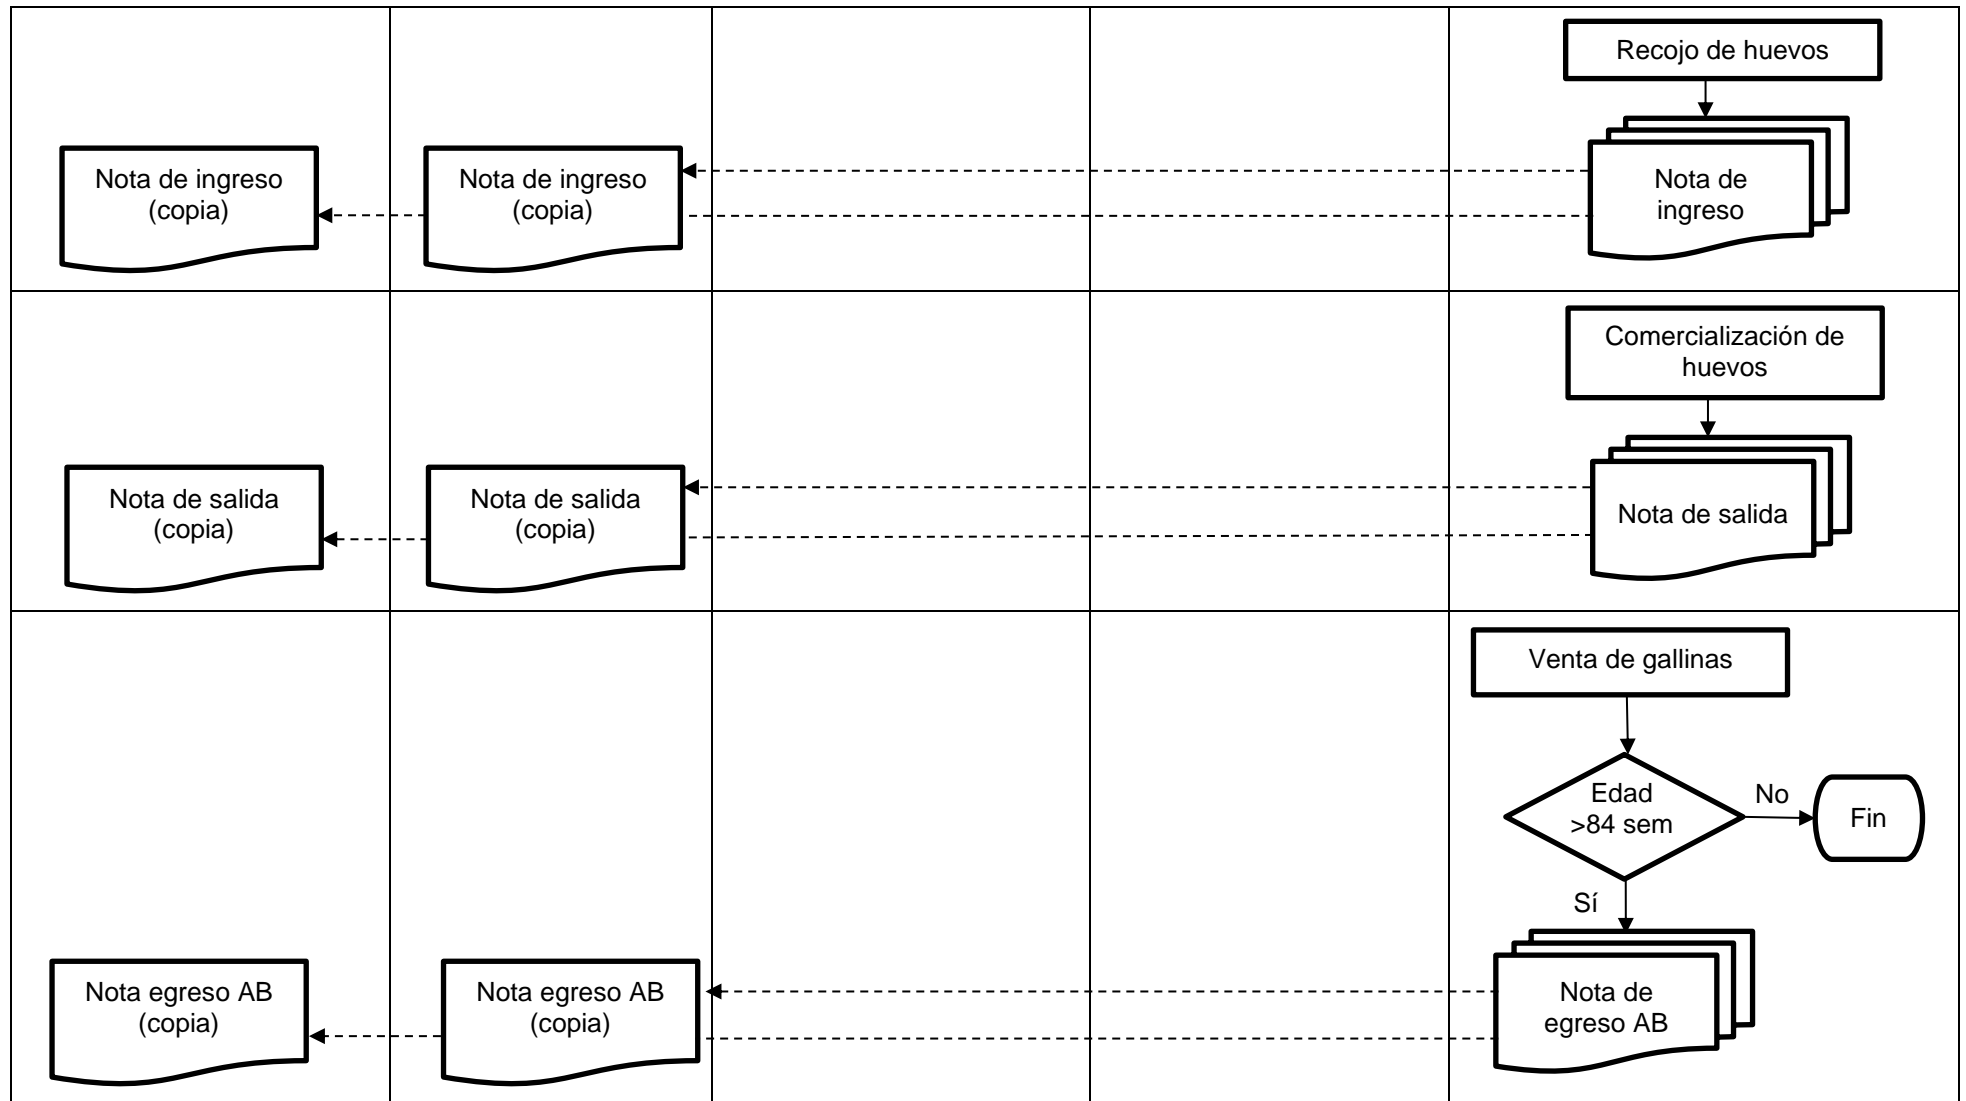 Recojo de huevos
Nota de ingreso
(copia)
Nota de ingreso
(copia)
Nota de
ingreso
Comercialización de
huevos
Nota de salida
(copia)
Nota de salida
(copia)
Nota de salida
Venta de gallinas
Edad
>84 sem
No
Fin
Sí
Nota egreso AB
(copia)
Nota egreso AB
(copia)
Nota de
egreso AB